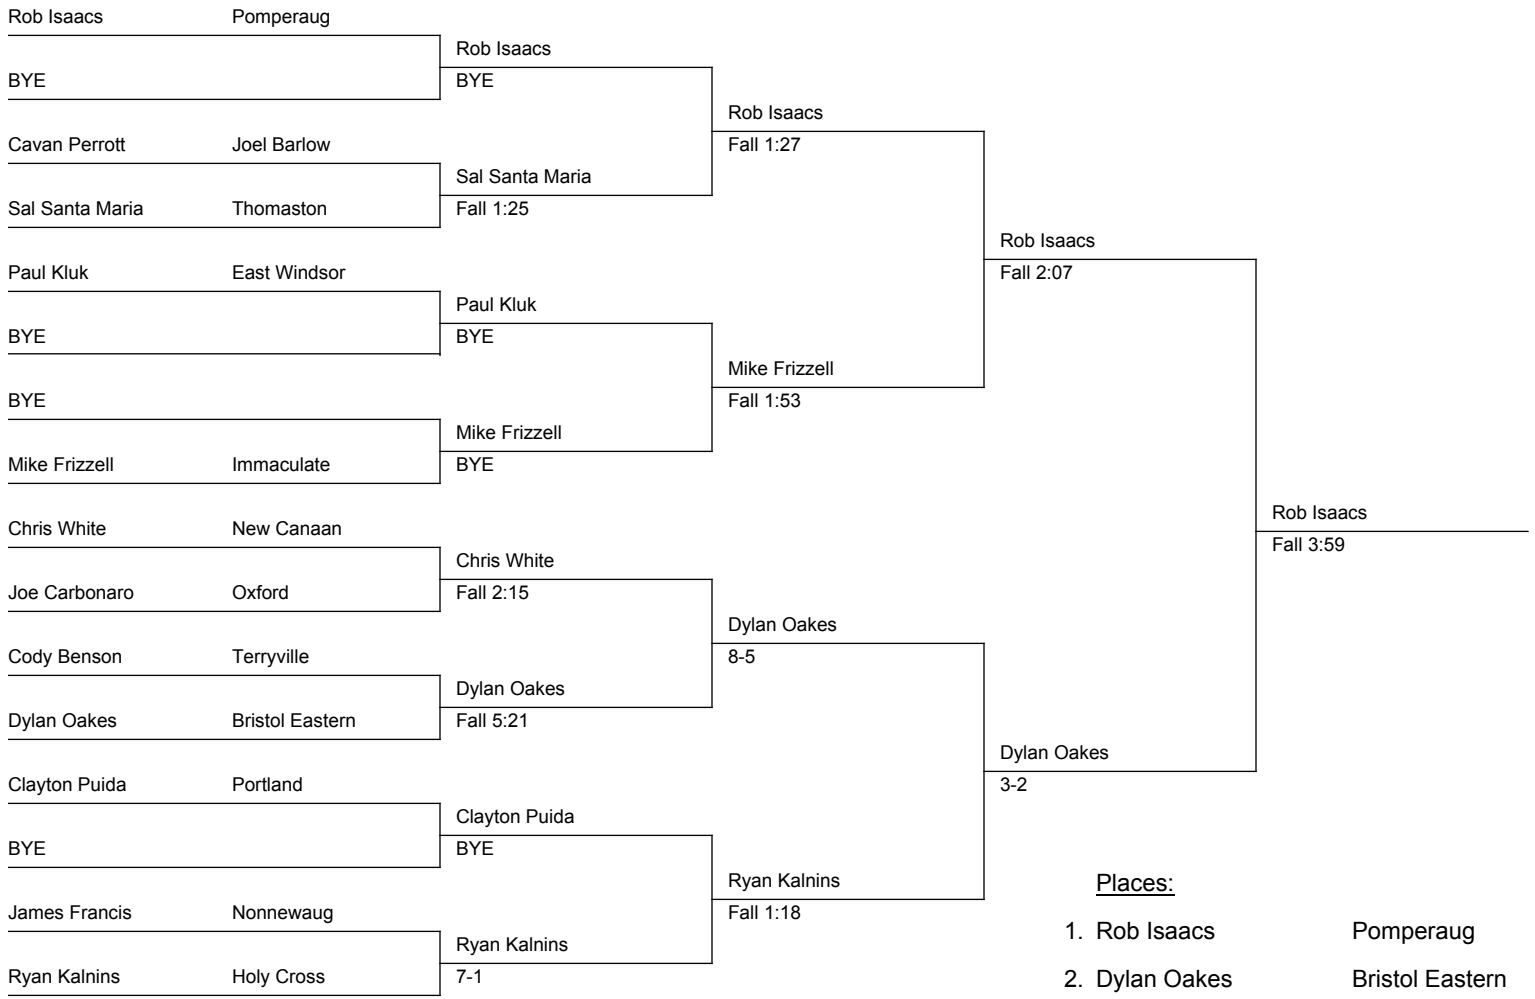 Rob Isaacs Pomperaug
Rob Isaacs
BYE BYE
Rob Isaacs
Cavan Perrott Joel Barlow Fall 1:27
Sal Santa Maria
Sal Santa Maria Thomaston Fall 1:25
Rob Isaacs
Paul Kluk East Windsor Fall 2:07
Paul Kluk
BYE BYE
Mike Frizzell
BYE Fall 1:53
Mike Frizzell
Mike Frizzell Immaculate BYE
Rob Isaacs
Chris White New Canaan
Fall 3:59
Chris White
Joe Carbonaro Oxford Fall 2:15
Dylan Oakes
Cody Benson Terryville 8-5
Dylan Oakes
Dylan Oakes Bristol Eastern Fall 5:21
Dylan Oakes
Clayton Puida Portland 3-2
Clayton Puida
BYE BYE
Ryan Kalnins Places:
James Francis Nonnewaug Fall 1:18
1. Rob Isaacs Pomperaug
Ryan Kalnins
Ryan Kalnins Holy Cross 7-1
2. Dylan Oakes Bristol Eastern